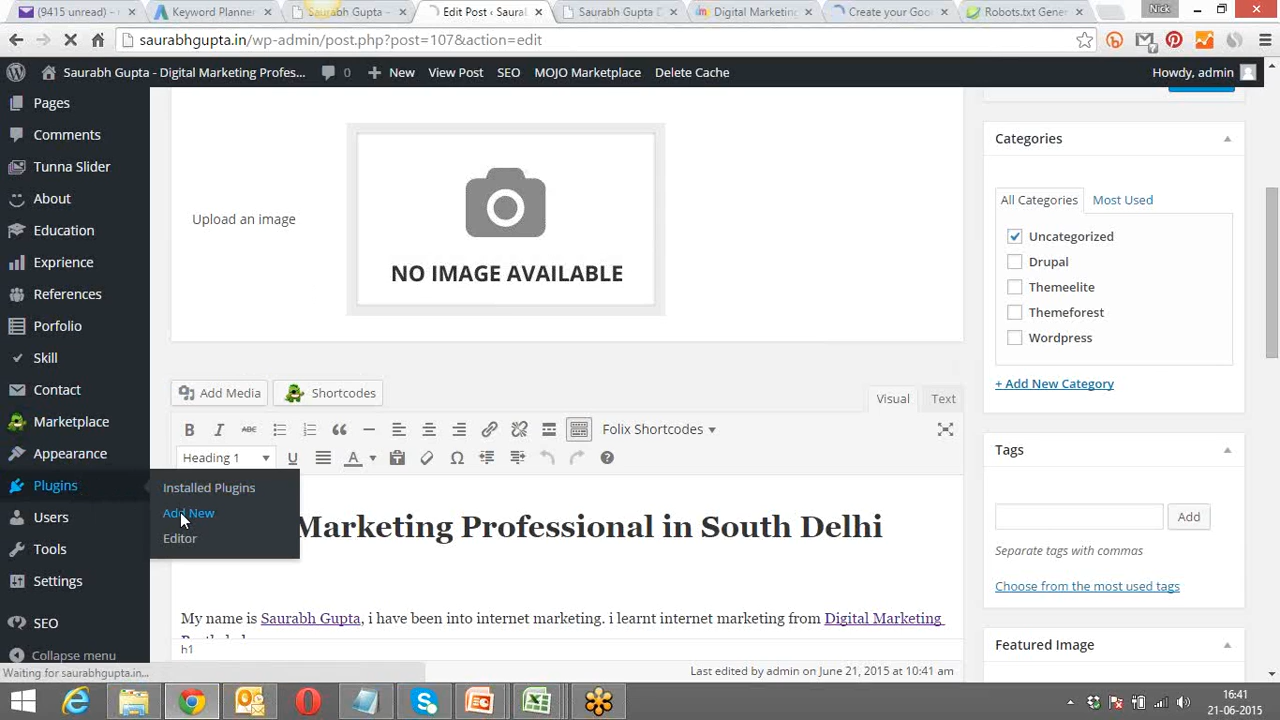 (9415 unread) -
Keyword Planner
Saurabh Gupta -
Edit Post ‹ Saura
Saurabh Gupta D
Digital Marketing
Create your Goo
Robots.txt Gener
Nick
saurabhgupta.in/wp-admin/post.php?post=107&action=edit
Saurabh Gupta - Digital Marketing Profes...
0
New
View Post
SEO
MOJO Marketplace
Delete Cache
Howdy, admin
Pages
Comments
Tunna Slider
About
Education
Exprience
References
Porfolio
Skill
Contact
Marketplace
Appearance
Plugins
Users
Tools
Settings
SEO
Collapse menu
Installed Plugins
Add New
Editor
Upload an image
NO IMAGE AVAILABLE
Add Media
Shortcodes
Visual
Text
B I ABC
Folix Shortcodes
Heading 1
U
A
Marketing Professional in South Delhi
My name is Saurabh Gupta, i have been into internet marketing. i learnt internet marketing from Digital Marketing
h1
Last edited by admin on June 21, 2015 at 10:41 am
Categories
All Categories
Most Used
Uncategorized
Drupal
Themeelite
Themeforest
Wordpress
+ Add New Category
Tags
Add
Separate tags with commas
Choose from the most used tags
Featured Image
Waiting for saurabhgupta.in...
16:41
21-06-2015